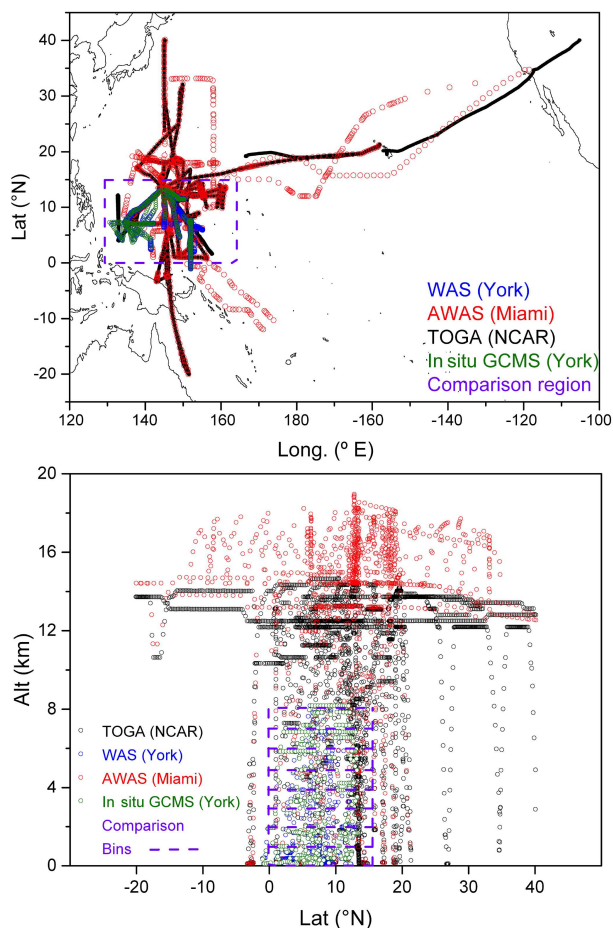 45
40
30
20
10
0
-10
-20
Lat (°N)
WAS (York)
AWAS (Miami)
TOGA (NCAR)
In situ GCMS (York)
Comparison region
120 140 160 -160 -140 -120 -100
Long. (º E)
20
16
12
8
4
0
Alt (km)
TOGA (NCAR)
WAS (York)
AWAS (Miami)
In situ GCMS (York)
Comparison
Bins
-20 -10 0 10 20 30 40
Lat (°N)